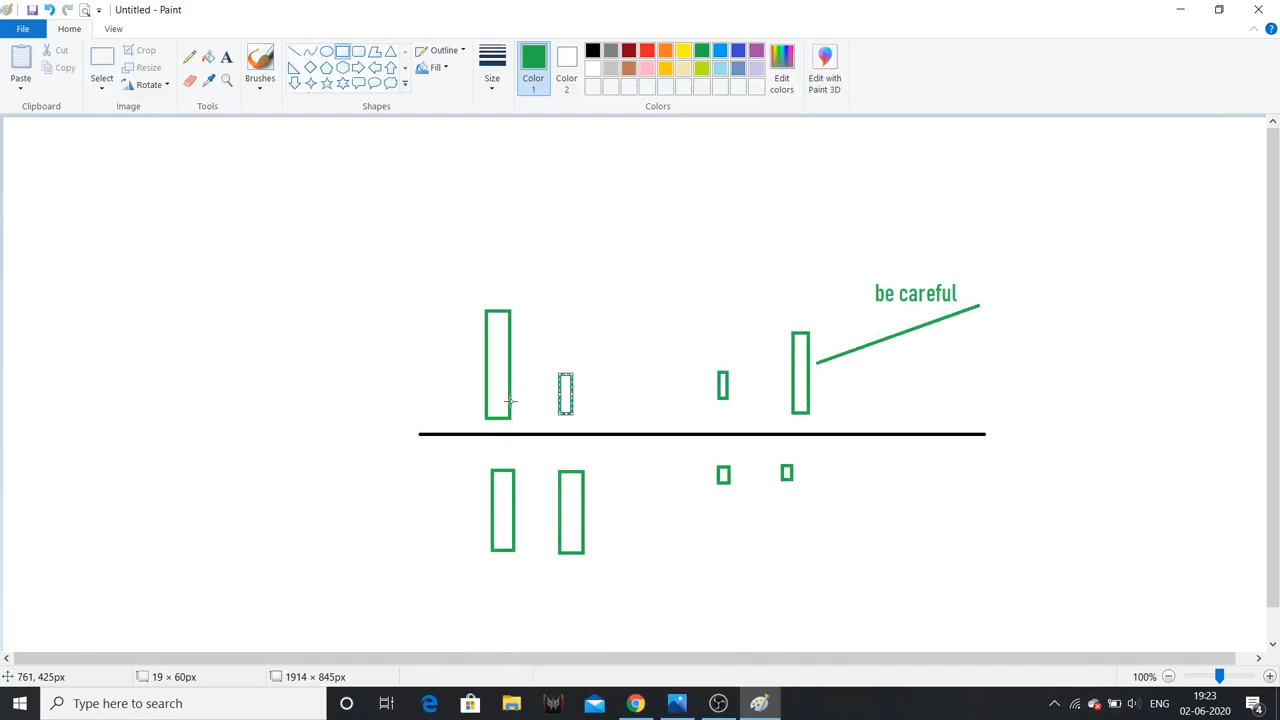 Untitled - Paint
File
Home
View
Paste
Cut
Copy
Clipboard
Select
Crop
Resize
Rotate
Image
Tools
Brushes
Shapes
Outline
Fill
Size
Color 1
Color 2
Edit colors
Colors
Edit with Paint 3D
be careful
761, 425px
19 × 60px
1914 × 845px
100%
Type here to search
ENG
19:23
02-06-2020
4